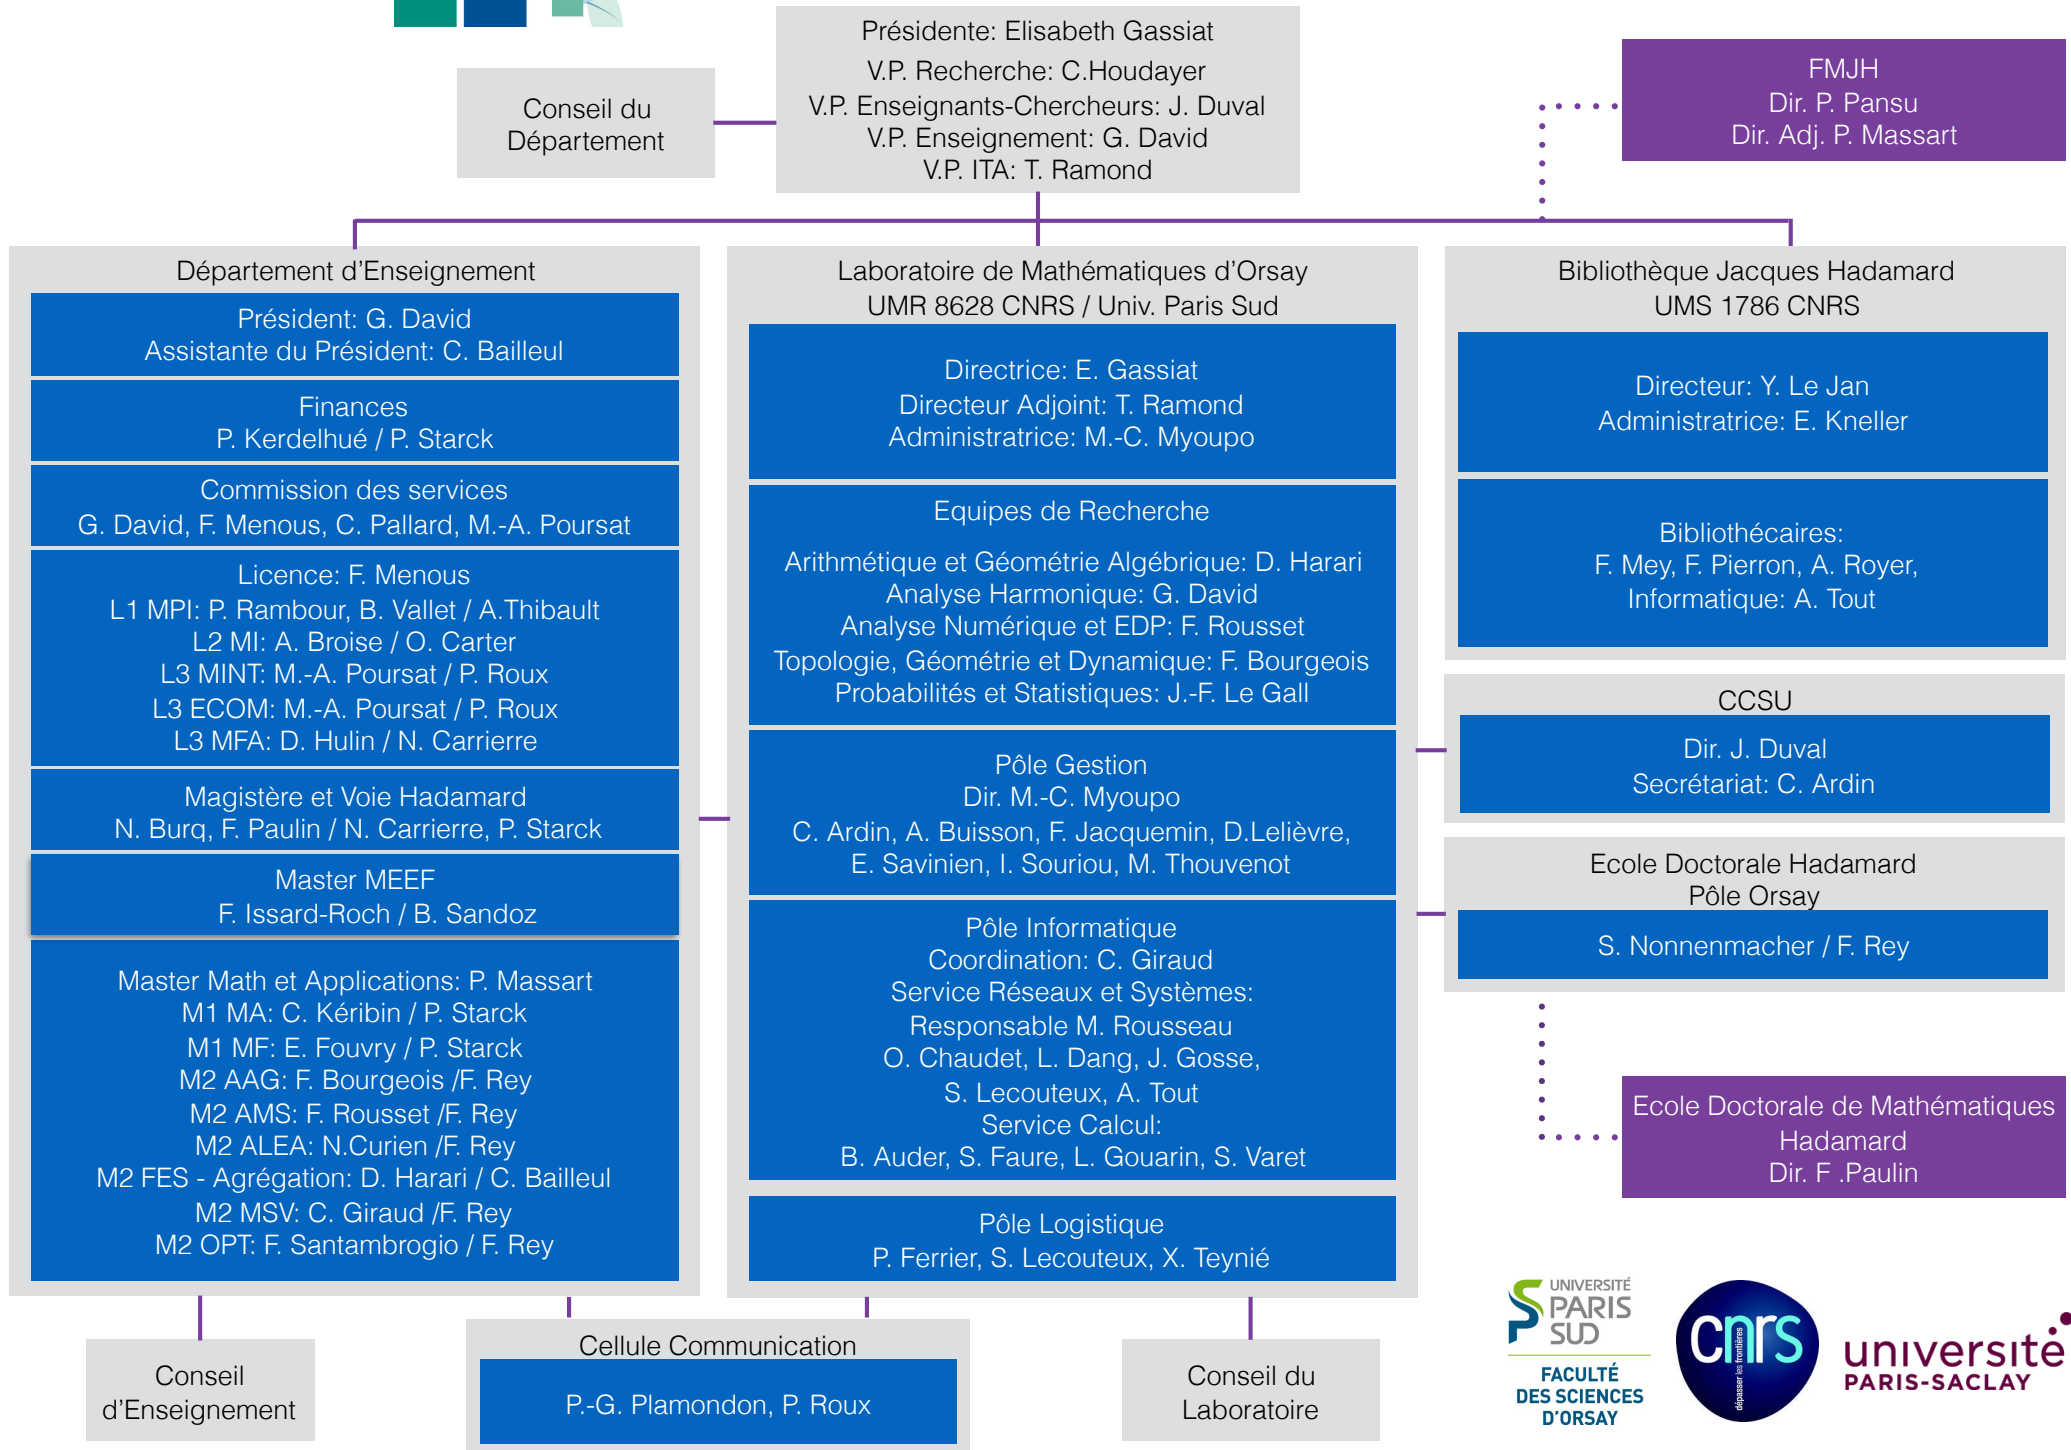 Présidente: Elisabeth Gassiat
V.P. Recherche: C.Houdayer
V.P. Enseignants-Chercheurs: J. Duval
V.P. Enseignement: G. David
V.P. ITA: T. Ramond
Conseil du
Département
FMJH
Dir. P. Pansu
Dir. Adj. P. Massart
Département d'Enseignement
Président: G. David
Assistante du Président: C. Bailleul
Finances
P. Kerdelhué / P. Starck
Commission des services
G. David, F. Menous, C. Pallard, M.-A. Poursat
Licence: F. Menous
L1 MPI: P. Rambour, B. Vallet / A.Thibault
L2 MI: A. Broise / O. Carter
L3 MINT: M.-A. Poursat / P. Roux
L3 ECOM: M.-A. Poursat / P. Roux
L3 MFA: D. Hulin / N. Carrierre
Magistère et Voie Hadamard
N. Burq, F. Paulin / N. Carrierre, P. Starck
Master MEEF
F. Issard-Roch / B. Sandoz
Master Math et Applications: P. Massart
M1 MA: C. Kéribin / P. Starck
M1 MF: E. Fouvry / P. Starck
M2 AAG: F. Bourgeois /F. Rey
M2 AMS: F. Rousset /F. Rey
M2 ALEA: N.Curien /F. Rey
M2 FES - Agrégation: D. Harari / C. Bailleul
M2 MSV: C. Giraud /F. Rey
M2 OPT: F. Santambrogio / F. Rey
Laboratoire de Mathématiques d'Orsay
UMR 8628 CNRS / Univ. Paris Sud
Directrice: E. Gassiat
Directeur Adjoint: T. Ramond
Administratrice: M.-C. Myoupo
Equipes de Recherche
Arithmétique et Géométrie Algébrique: D. Harari
Analyse Harmonique: G. David
Analyse Numérique et EDP: F. Rousset
Topologie, Géométrie et Dynamique: F. Bourgeois
Probabilités et Statistiques: J.-F. Le Gall
Pôle Gestion
Dir. M.-C. Myoupo
C. Ardin, A. Buisson, F. Jacquemin, D.Lelièvre,
E. Savinien, I. Souriou, M. Thouvenot
Pôle Informatique
Coordination: C. Giraud
Service Réseaux et Systèmes:
Responsable M. Rousseau
O. Chaudet, L. Dang, J. Gosse,
S. Lecouteux, A. Tout
Service Calcul:
B. Auder, S. Faure, L. Gouarin, S. Varet
Pôle Logistique
P. Ferrier, S. Lecouteux, X. Teynié
Bibliothèque Jacques Hadamard
UMS 1786 CNRS
Directeur: Y. Le Jan
Administratrice: E. Kneller
Bibliothécaires:
F. Mey, F. Pierron, A. Royer,
Informatique: A. Tout
CCSU
Dir. J. Duval
Secrétariat: C. Ardin
Ecole Doctorale Hadamard
Pôle Orsay
S. Nonnenmacher / F. Rey
Ecole Doctorale de Mathématiques
Hadamard
Dir. F .Paulin
Conseil
d'Enseignement
Cellule Communication
P.-G. Plamondon, P. Roux
Conseil du
Laboratoire
UNIVERSITÉ
PARIS
SUD
FACULTÉ
DES SCIENCES
D'ORSAY
cnrs
dépasser les frontières
université
PARIS-SACLAY